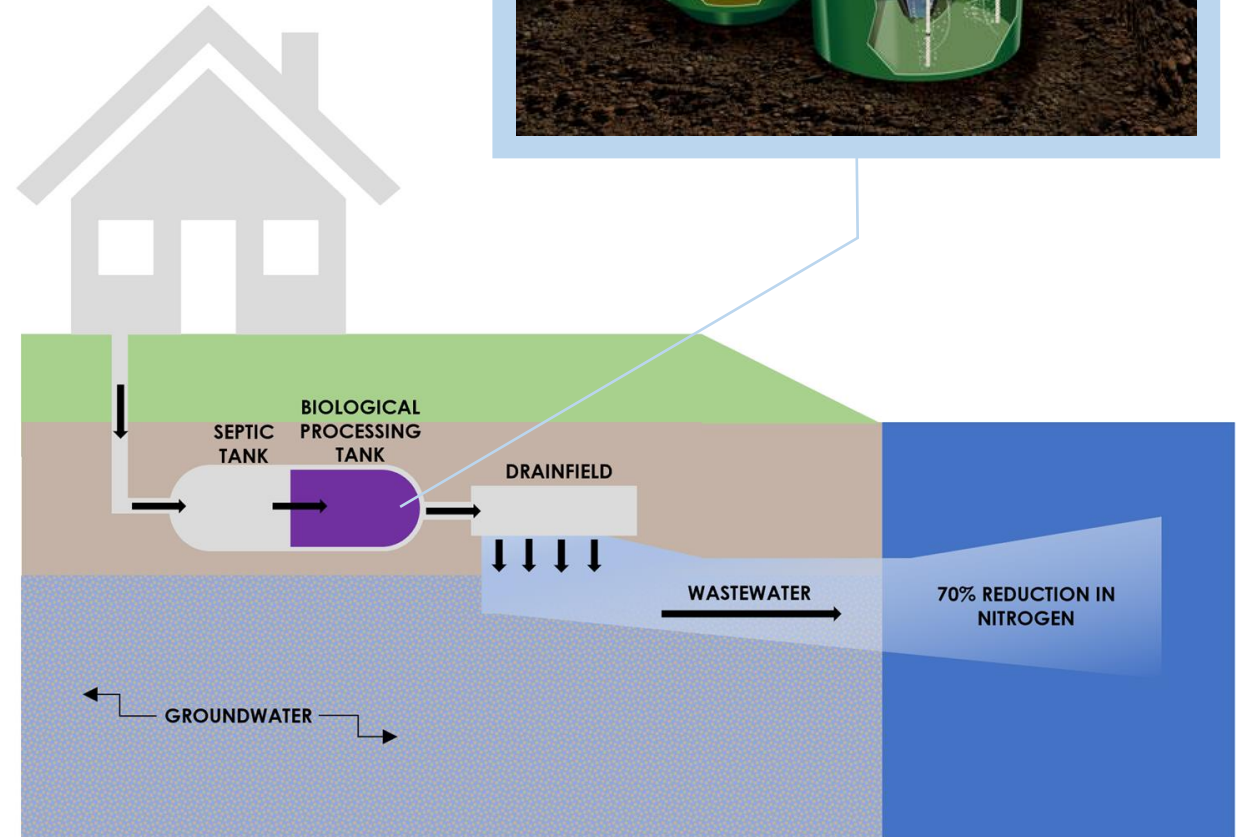 BIOLOGICAL
PROCESSING
TANK
SEPTIC
TANK
DRAINFIELD
WASTEWATER
70% REDUCTION IN
NITROGEN
GROUNDWATER